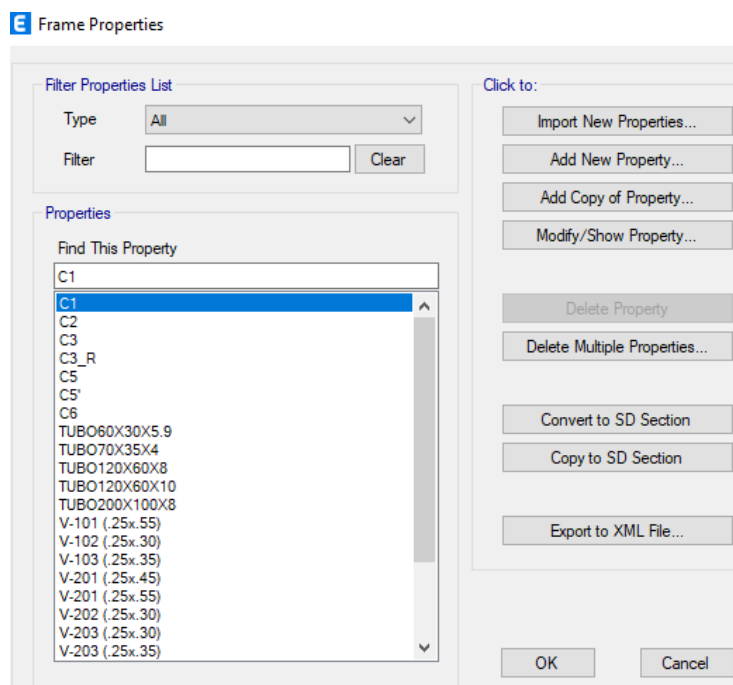 E Frame Properties
Filter Properties List
Type All
Filter Clear
Properties
Find This Property
C1
C1
C2
C3
C3_R
C5
C5'
C6
TUBO60X30X5.9
TUBO70X35X4
TUBO120X60X8
TUBO120X60X10
TUBO200X100X8
V-101 (.25x.55)
V-102 (.25x.30)
V-103 (.25x.35)
V-201 (.25x.45)
V-201 (.25x.55)
V-202 (.25x.30)
V-203 (.25x.30)
V-203 (.25x.35)
Click to:
Import New Properties...
Add New Property...
Add Copy of Property...
Modify/Show Property...
Delete Property
Delete Multiple Properties...
Convert to SD Section
Copy to SD Section
Export to XML File...
OK Cancel